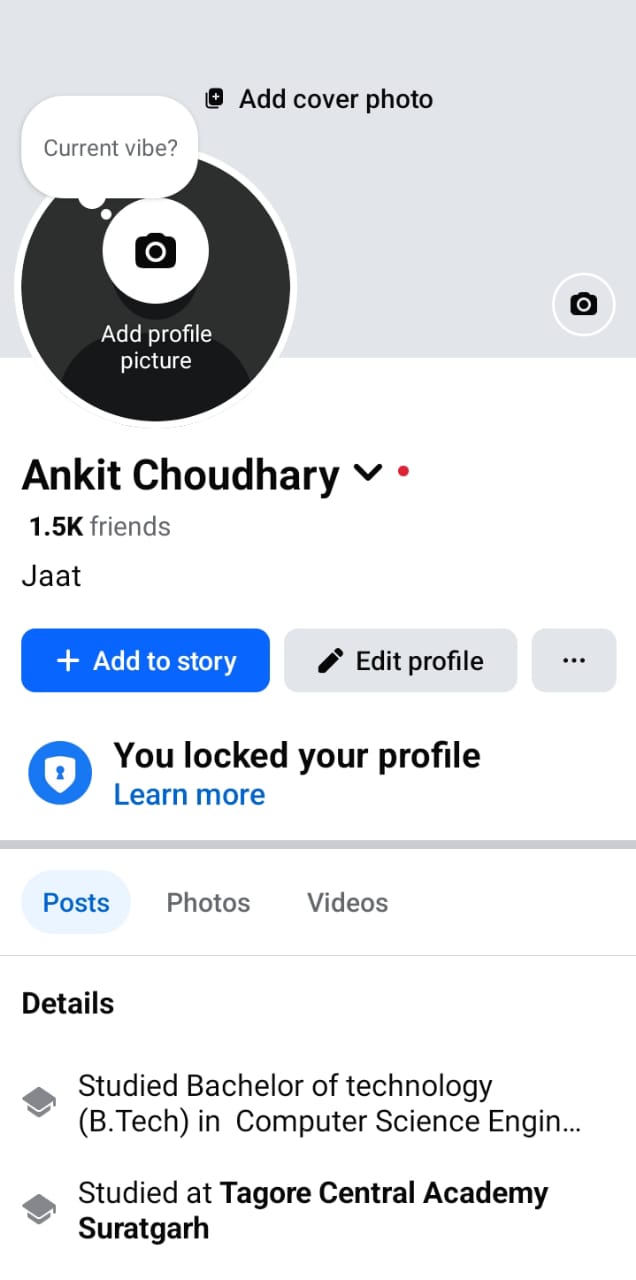 Add cover photo
Current vibe?
Add profile
picture
Ankit Choudhary
1.5K friends
Jaat
+ Add to story
Edit profile
...
You locked your profile
Learn more
Posts Photos Videos
Details
Studied Bachelor of technology
(B.Tech) in  Computer Science Engin...
Studied at Tagore Central Academy
Suratgarh